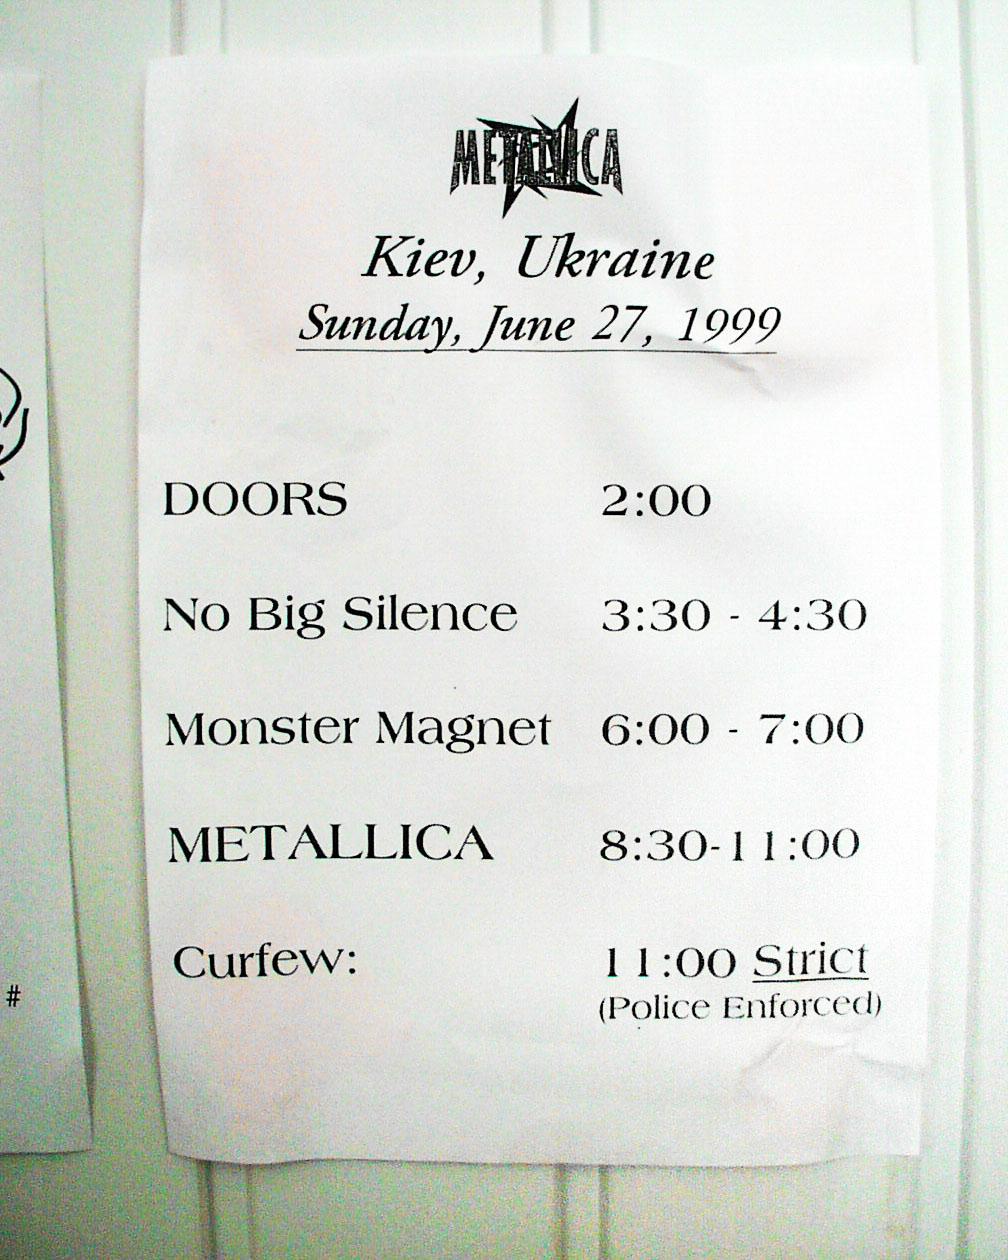 METALLICA
Kiev, Ukraine
Sunday, June 27, 1999
DOORS 2:00
No Big Silence 3:30 - 4:30
Monster Magnet 6:00 - 7:00
METALLICA 8:30-11:00
Curfew: 11:00 Strict
(Police Enforced)
#